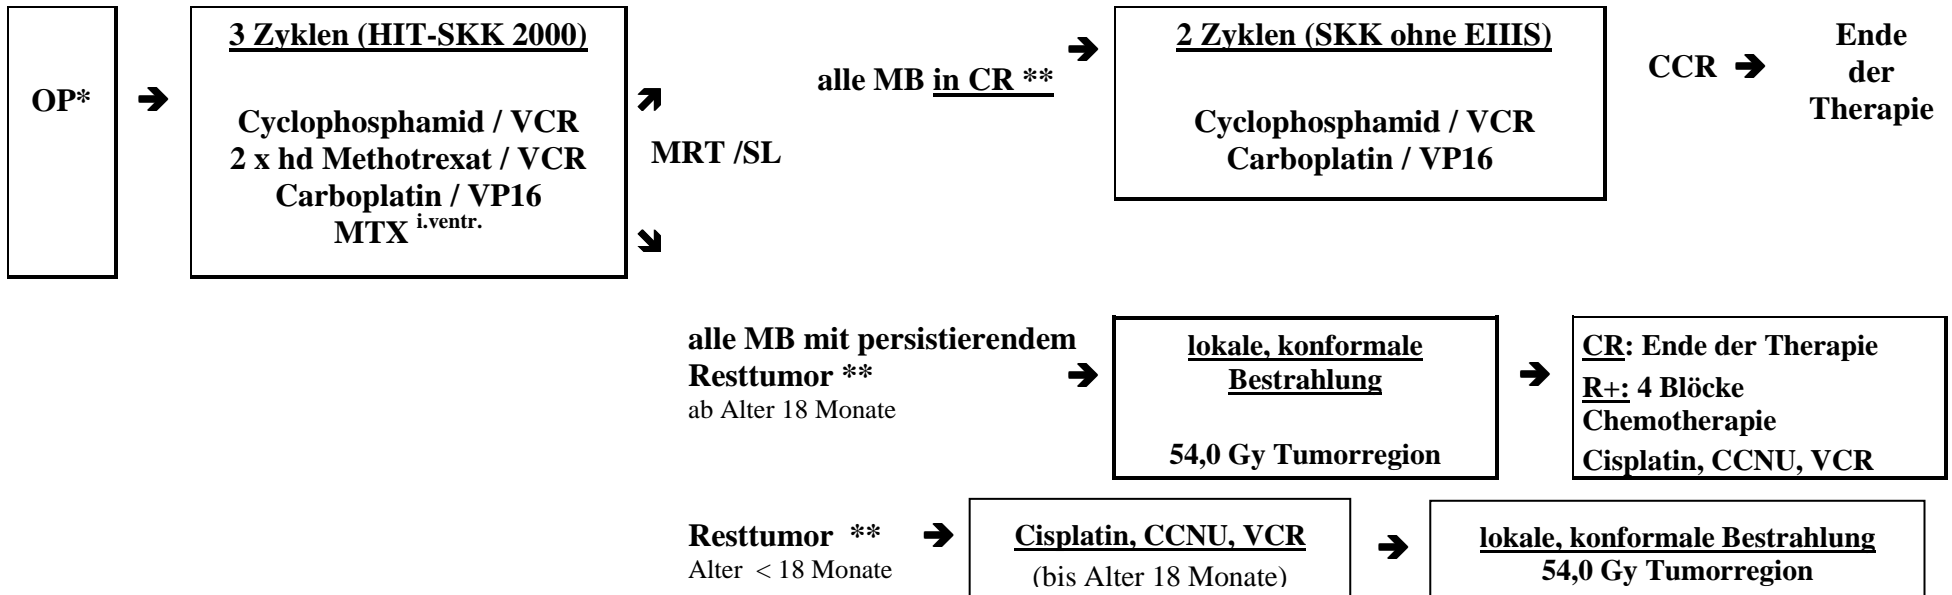 OP*
3 Zyklen (HIT-SKK 2000)
Cyclophosphamid / VCR
2 x hd Methotrexat / VCR
Carboplatin / VP16
MTX i.ventr.
MRT /SL
alle MB in CR **
2 Zyklen (SKK ohne EIIIS)
Cyclophosphamid / VCR
Carboplatin / VP16
CCR
Ende
der
Therapie
alle MB mit persistierendem
Resttumor **
ab Alter 18 Monate
lokale, konformale
Bestrahlung
54,0 Gy Tumorregion
CR: Ende der Therapie
R+: 4 Blöcke
Chemotherapie
Cisplatin, CCNU, VCR
Resttumor **
Alter < 18 Monate
Cisplatin, CCNU, VCR
(bis Alter 18 Monate)
lokale, konformale Bestrahlung
54,0 Gy Tumorregion